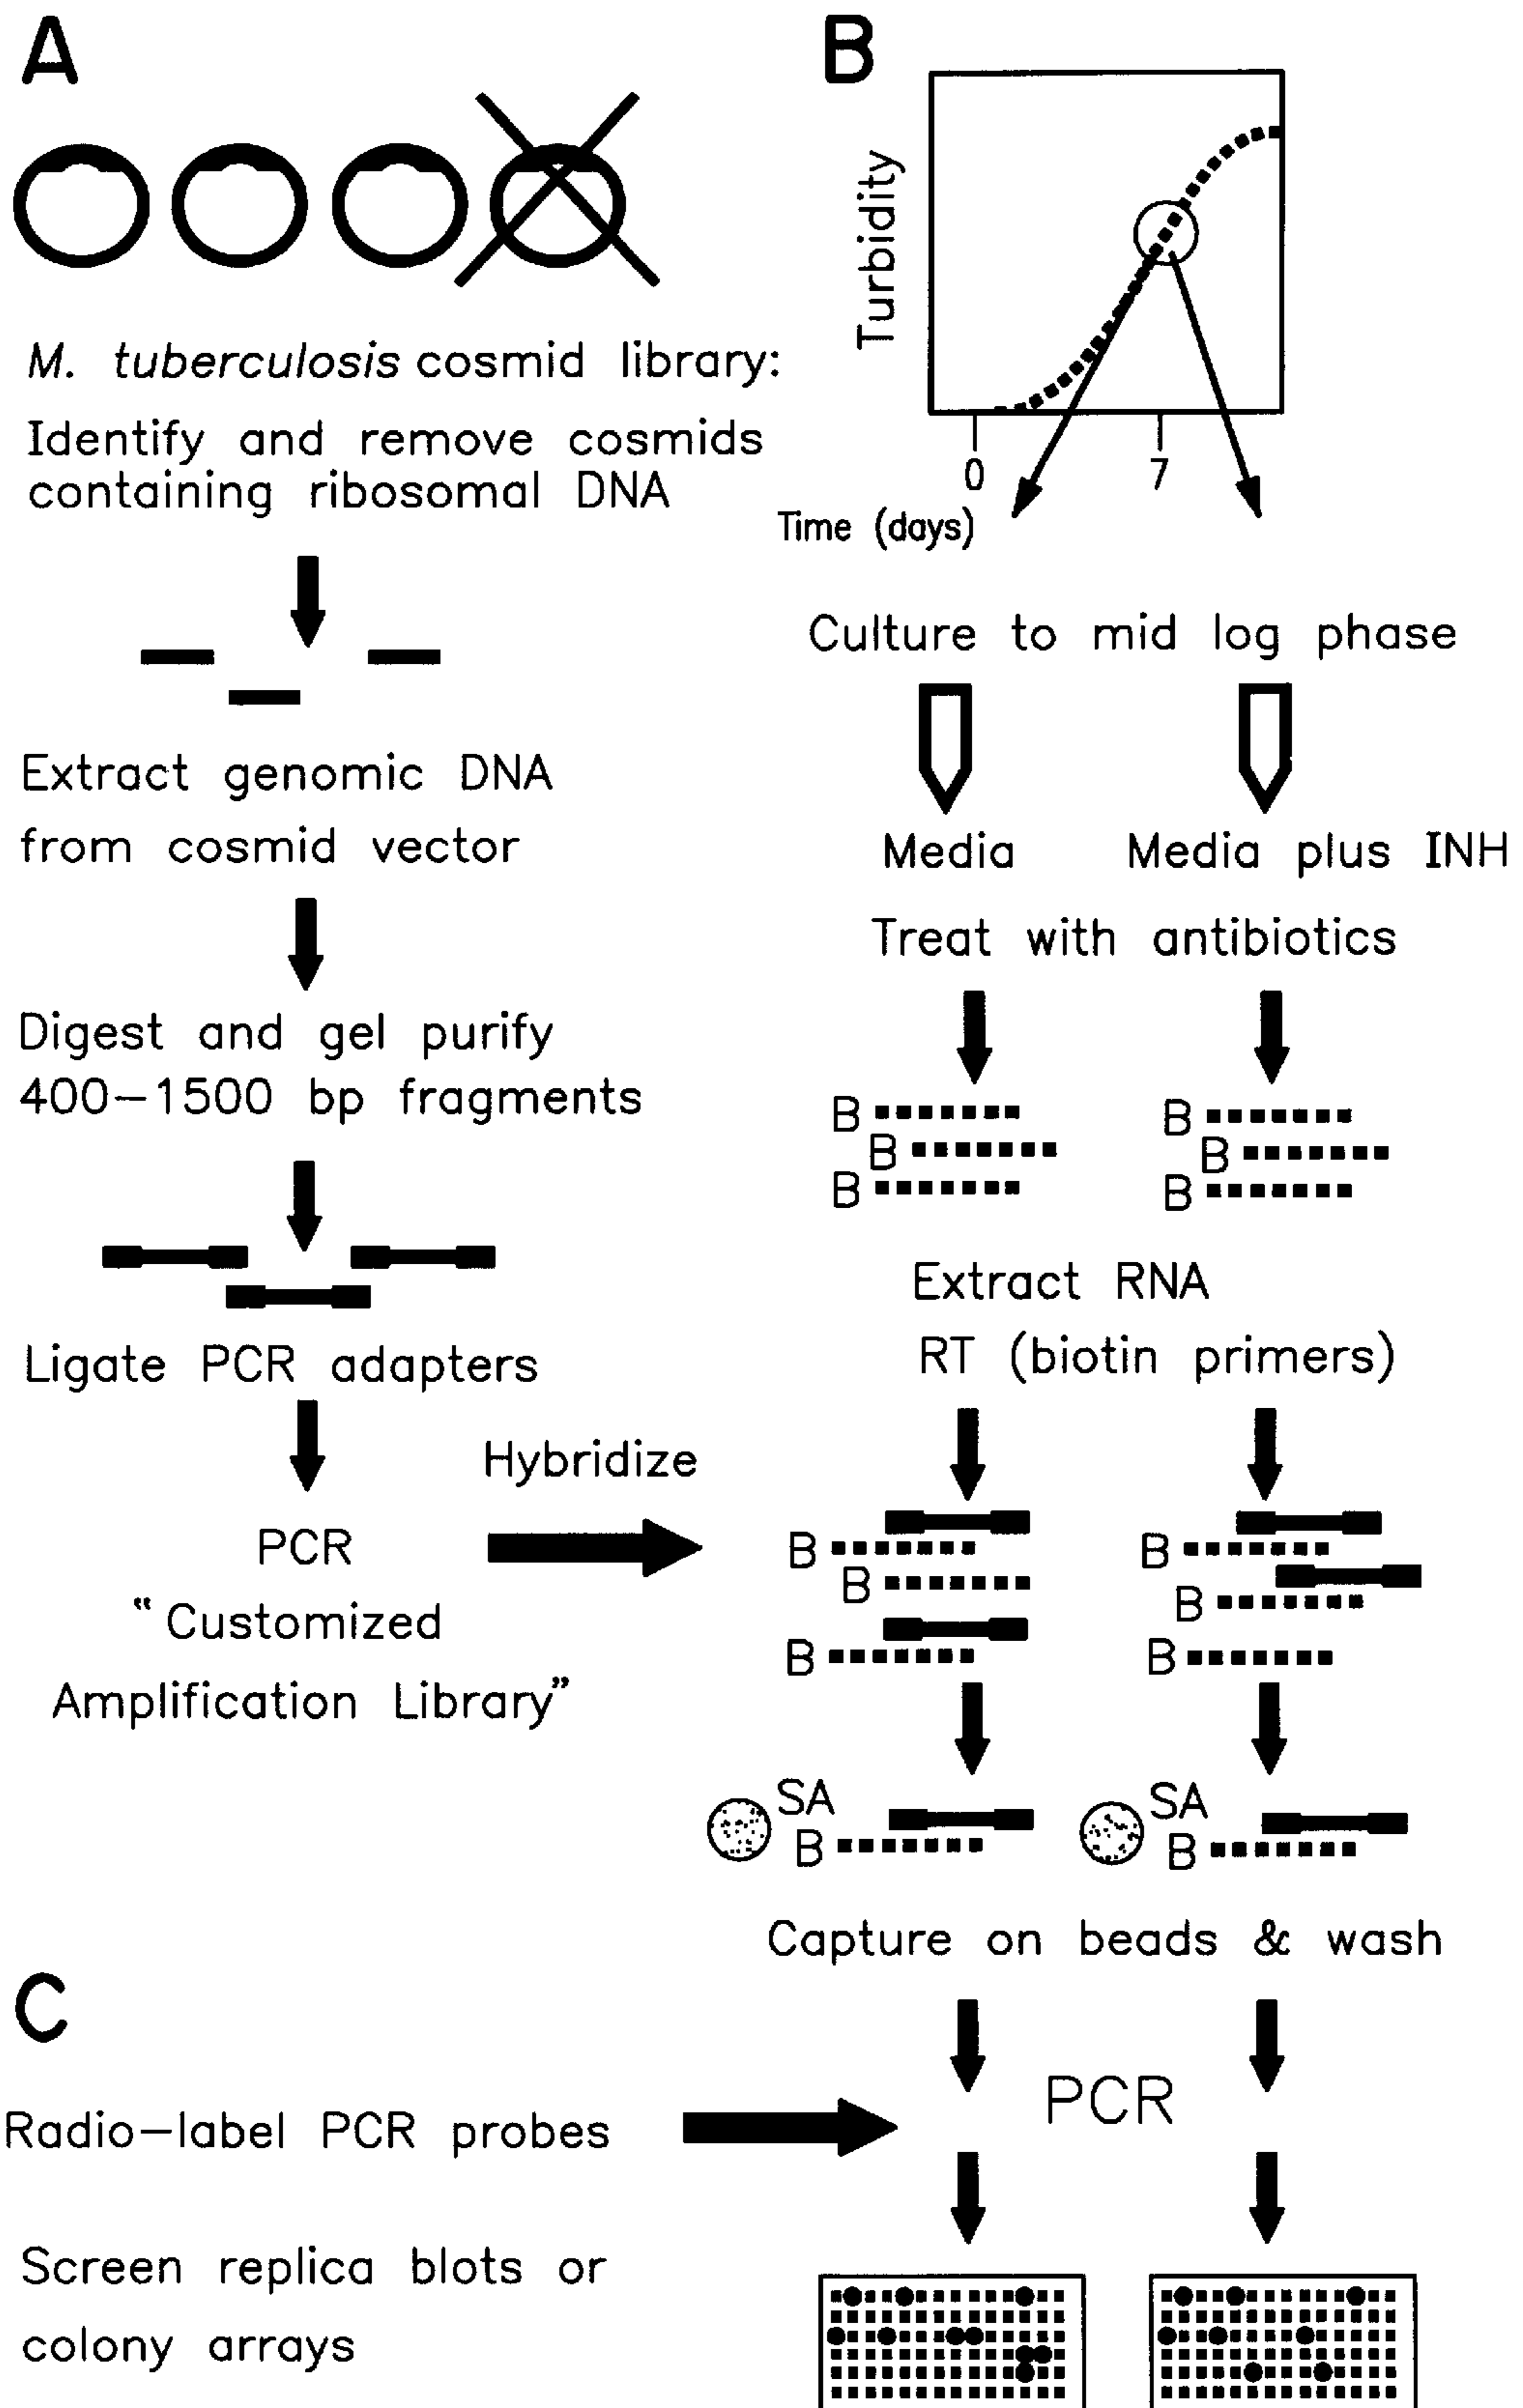 A
M. tuberculosis cosmid library:
Identify and remove cosmids
containing ribosomal DNA
Extract genomic DNA
from cosmid vector
Digest and gel purify
400–1500 bp fragments
Ligate PCR adapters
PCR
Hybridize
“Customized
Amplification Library”
B
Turbidity
0 7
Time (days)
Culture to mid log phase
Media Media plus INH
Treat with antibiotics
B B
B B
B B
Extract RNA
RT (biotin primers)
B B
B B
B B
SA SA
B B
Capture on beads & wash
PCR
C
Radio–label PCR probes
Screen replica blots or
colony arrays